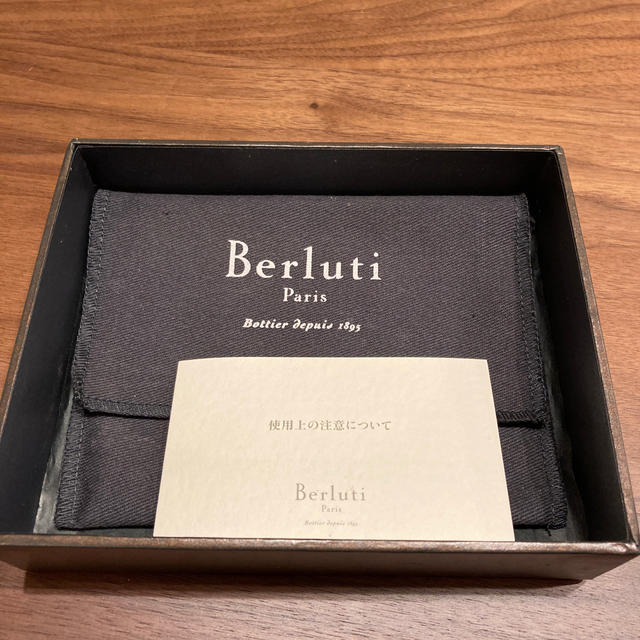 Berluti
Paris
Bottier depuis 1895
使用上の注意について
Berluti
Paris
Bottier depuis 1895